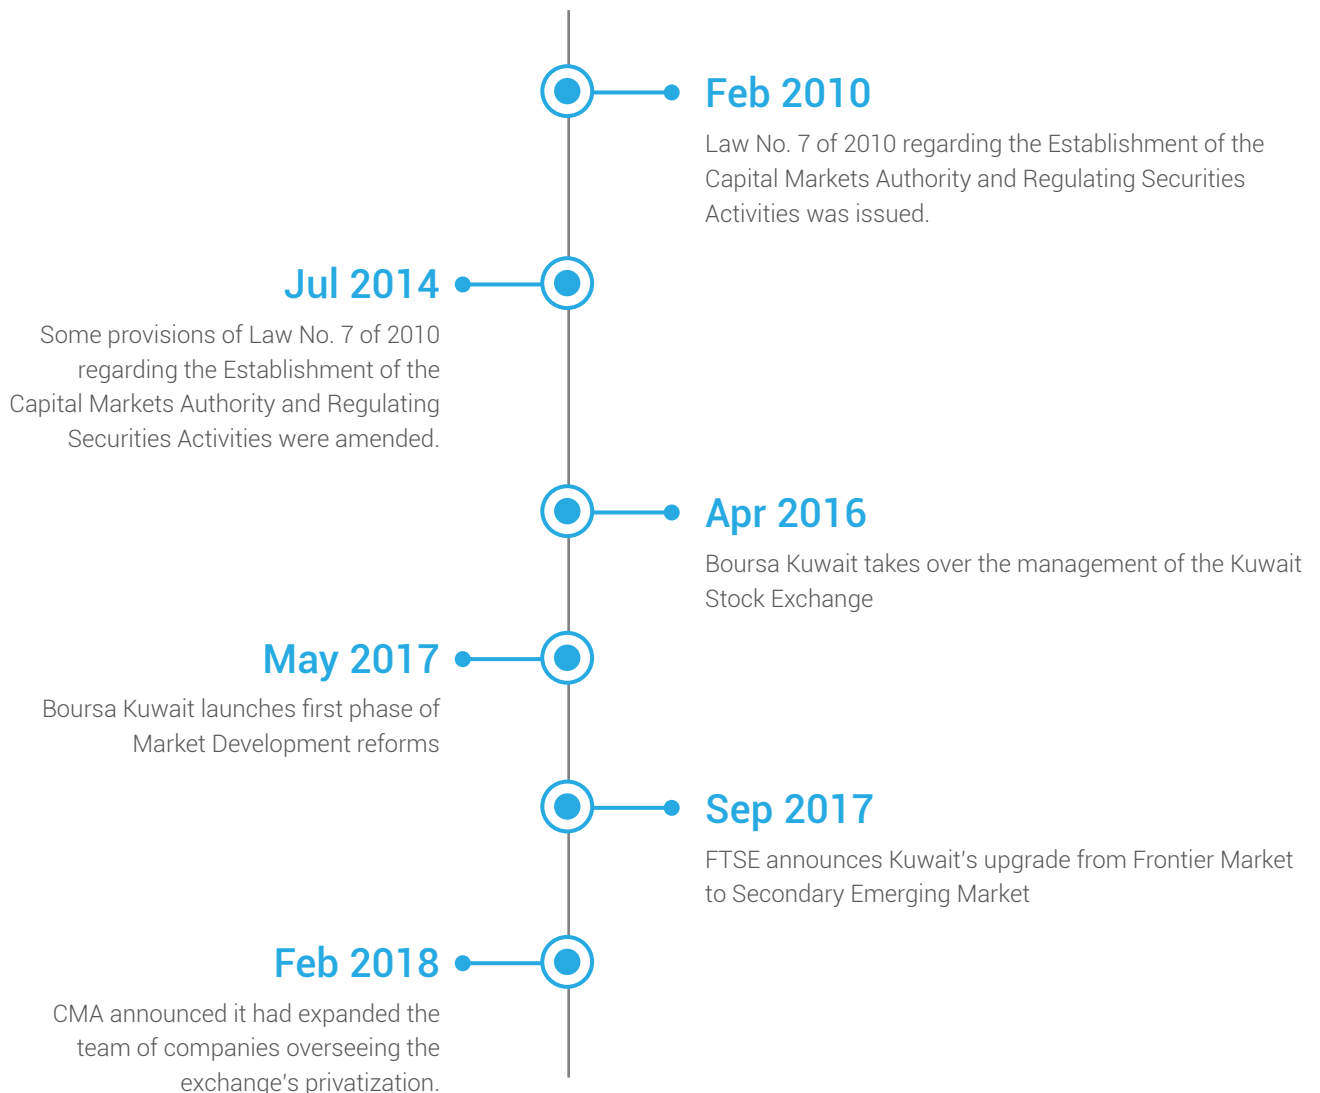 Feb 2010
Law No. 7 of 2010 regarding the Establishment of the
Capital Markets Authority and Regulating Securities
Activities was issued.
Jul 2014
Some provisions of Law No. 7 of 2010
regarding the Establishment of the
Capital Markets Authority and Regulating
Securities Activities were amended.
Apr 2016
Boursa Kuwait takes over the management of the Kuwait
Stock Exchange
May 2017
Boursa Kuwait launches first phase of
Market Development reforms
Sep 2017
FTSE announces Kuwait's upgrade from Frontier Market
to Secondary Emerging Market
Feb 2018
CMA announced it had expanded the
team of companies overseeing the
exchange's privatization.